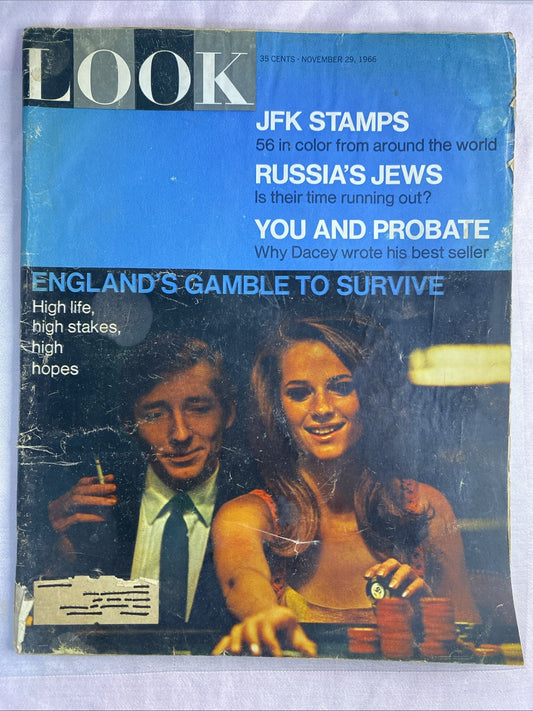 LOOK
35 CENTS · NOVEMBER 29, 1966
JFK STAMPS
56 in color from around the world
RUSSIA'S JEWS
Is their time running out?
YOU AND PROBATE
Why Dacey wrote his best seller
ENGLAND'S GAMBLE TO SURVIVE
High life,
high stakes,
high
hopes